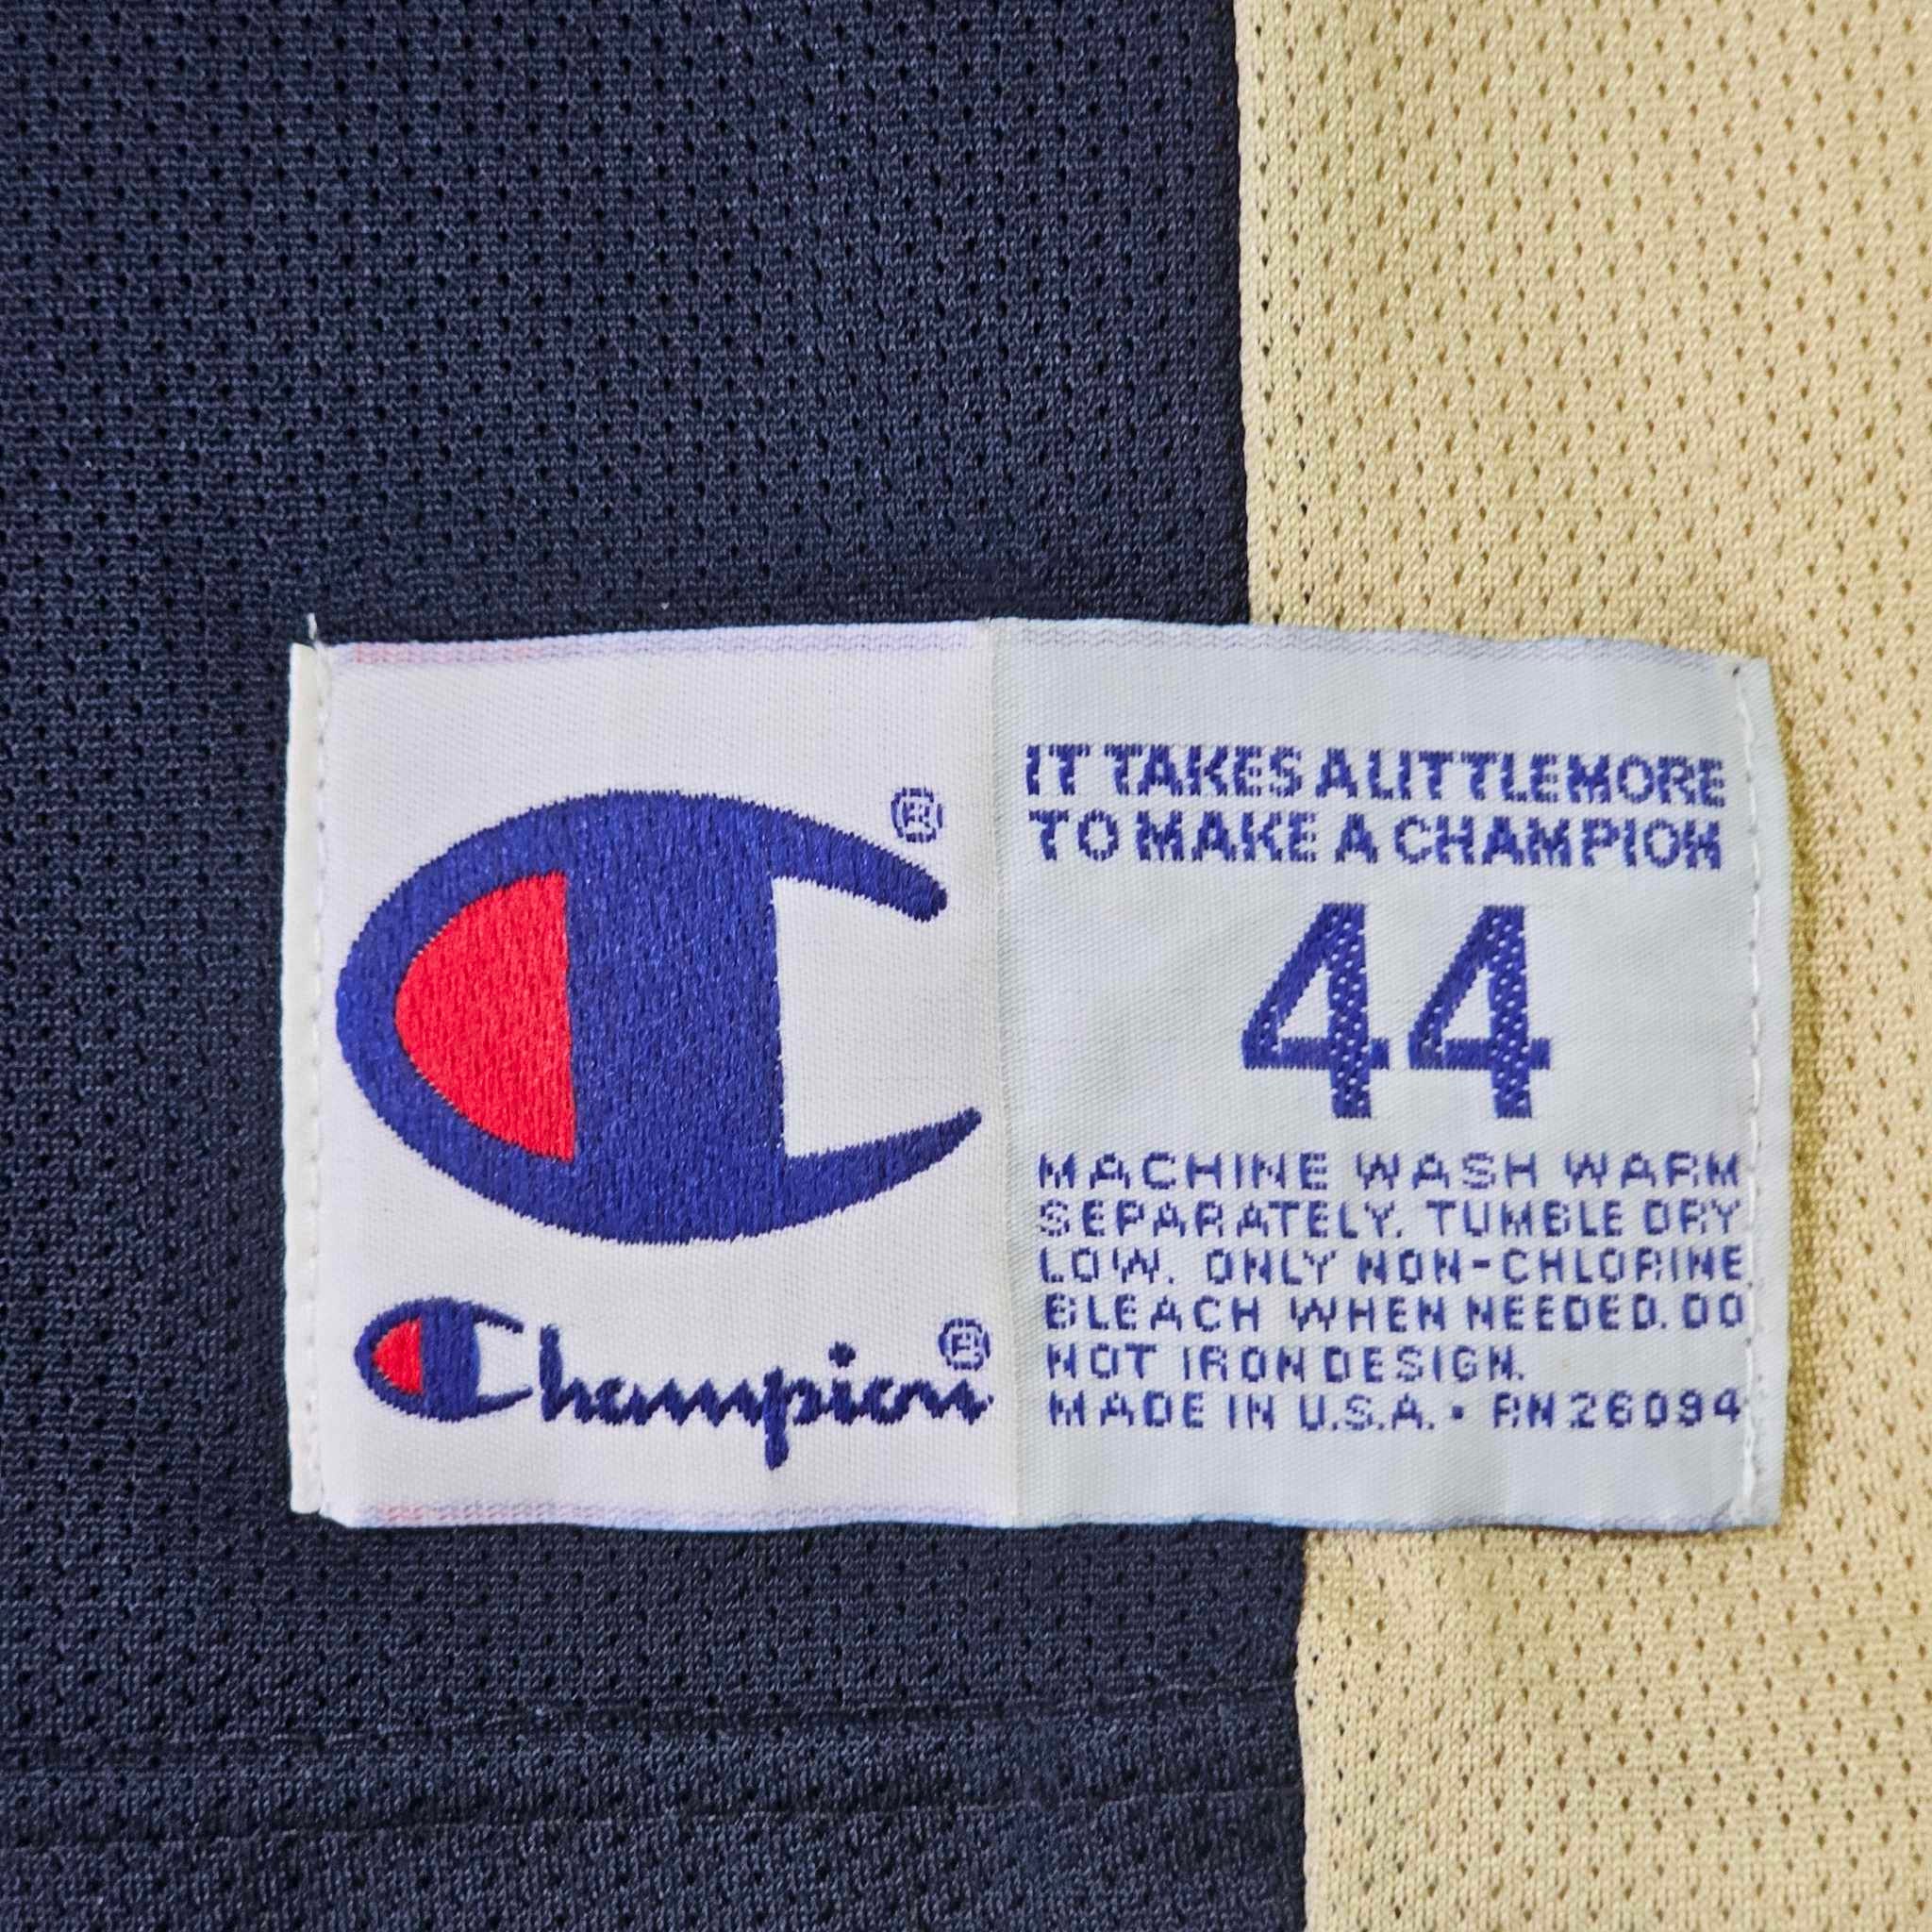 ®
Champion®
IT TAKES A LITTLE MORE
TO MAKE A CHAMPION
44
MACHINE WASH WARM
SEPARATELY. TUMBLE DRY
LOW. ONLY NON-CHLORINE
BLEACH WHEN NEEDED. DO
NOT IRON DESIGN.
MADE IN U.S.A. • RN 26094